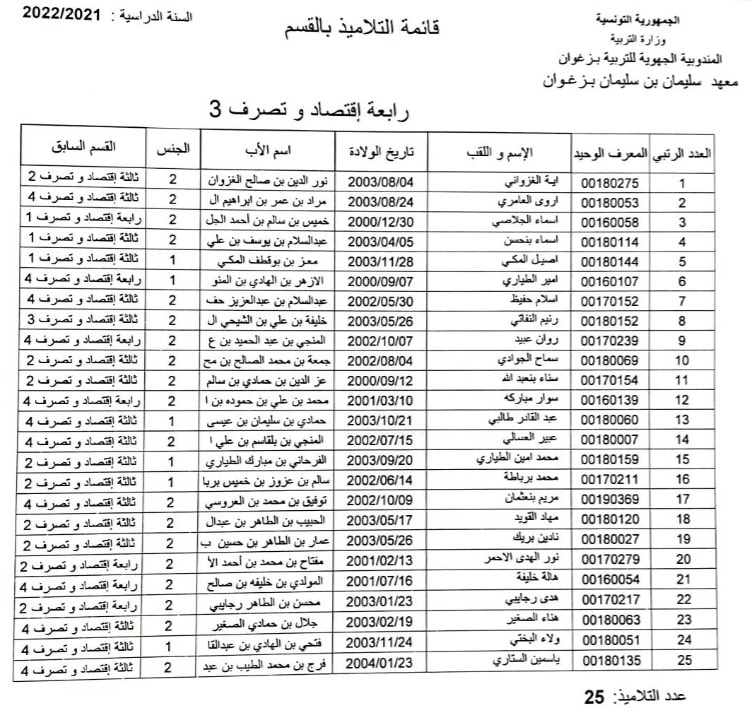 الجمهورية التونسية
وزارة التربية
المندوبية الجهوية للتربية بـزغوان
معهد سليمان بن سليمان بـزغـوان
قائمة التلاميذ بالقسم
السنة الدراسية : 2022/2021
رابعة إقتصاد و تصرف 3
العدد الرتبي المعرف الوحيد الإسم و اللقب تاريخ الولادة اسم الأب الجنس القسم السابق
1 00180275 اية الغزواني 2003/08/04 نور الدين بن صالح الغزوان 2 ثالثة إقتصاد و تصرف 2
2 00180053 اروى العامري 2003/08/24 مراد بن عمر بن ابراهيم ال 2 ثالثة إقتصاد و تصرف 4
3 00160058 اسماء الجلاصي 2000/12/30 خميس بن سالم بن أحمد الجل 2 رابعة إقتصاد و تصرف 1
4 00180114 اسماء بنحسن 2003/04/05 عبدالسلام بن يوسف بن علي 2 ثالثة إقتصاد و تصرف 1
5 00180144 اصيل المكي 2003/11/28 معز بن بوقطف المكي 1 ثالثة إقتصاد و تصرف 1
6 00160107 امير الطياري 2000/09/07 الازهر بن الهادي بن المنو 1 رابعة إقتصاد و تصرف 4
7 00170152 اسلام حفيظ 2002/05/30 عبدالسلام بن عبدالعزيز حف 2 ثالثة إقتصاد و تصرف 4
8 00180152 رنيم النفاتي 2003/05/26 خليفة بن علي بن الشيحي ال 2 ثالثة إقتصاد و تصرف 3
9 00170239 روان عبيد 2002/10/07 المنجي بن عبد الحميد بن ع 2 رابعة إقتصاد و تصرف 4
10 00180069 سماح الجوادي 2002/08/04 جمعة بن محمد الصالح بن مح 2 ثالثة إقتصاد و تصرف 2
11 00170154 سناء بنعبد الله 2000/09/12 عز الدين بن حمادي بن سالم 2 ثالثة إقتصاد و تصرف 2
12 00160139 سوار مباركه 2001/03/10 محمد بن علي بن حموده بن ا 2 رابعة إقتصاد و تصرف 4
13 00180060 عبد القادر طالبي 2003/10/21 حمادي بن سليمان بن عيسى 1 ثالثة إقتصاد و تصرف 4
14 00180007 عبير العسالي 2002/07/15 المنجي بن بلقاسم بن علي ا 2 ثالثة إقتصاد و تصرف 4
15 00180159 محمد امين الطياري 2003/09/20 الفرحاني بن مبارك الطياري 1 ثالثة إقتصاد و تصرف 2
16 00170211 محمد برباطة 2002/06/14 سالم بن عزوز بن خميس بربا 1 ثالثة إقتصاد و تصرف 2
17 00190369 مريم بنعثمان 2002/10/09 توفيق بن محمد بن العروسي 2 ثالثة إقتصاد و تصرف 4
18 00180120 مهاد القويد 2003/05/17 الحبيب بن الطاهر بن عبدال 2 ثالثة إقتصاد و تصرف 2
19 00180027 نادين بريك 2003/05/26 عمار بن الطاهر بن حسين ب 2 ثالثة إقتصاد و تصرف 2
20 00170279 نور الهدى الاحمر 2001/02/13 مفتاح بن محمد بن أحمد الأ 2 رابعة إقتصاد و تصرف 2
21 00160054 هالة خليفة 2001/07/16 المولدي بن خليفه بن صالح 2 رابعة إقتصاد و تصرف 4
22 00170217 هدى رجايبي 2003/01/23 محسن بن الطاهر رجايبي 2 رابعة إقتصاد و تصرف 2
23 00180063 هناء الصغير 2003/02/19 جلال بن حمادي الصغير 2 ثالثة إقتصاد و تصرف 4
24 00180051 ولاء البختي 2003/11/24 فتحي بن الهادي بن عبدالقا 1 ثالثة إقتصاد و تصرف 4
25 00180135 ياسمين الستاري 2004/01/23 فرج بن محمد الطيب بن عبد 2 ثالثة إقتصاد و تصرف 4
عدد التلاميذ: 25